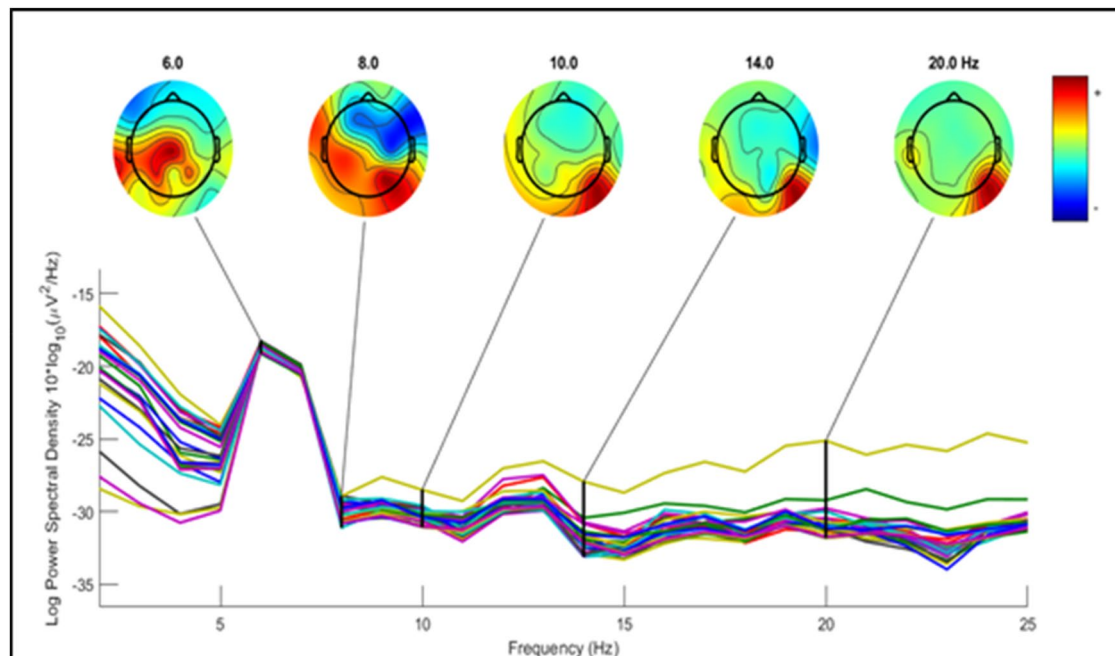 6.0 8.0 10.0 14.0 20.0 Hz
+
-
Log Power Spectral Density 10*log10(μV2/Hz)
-15
-20
-25
-30
-35
5 10 15 20 25
Frequency (Hz)